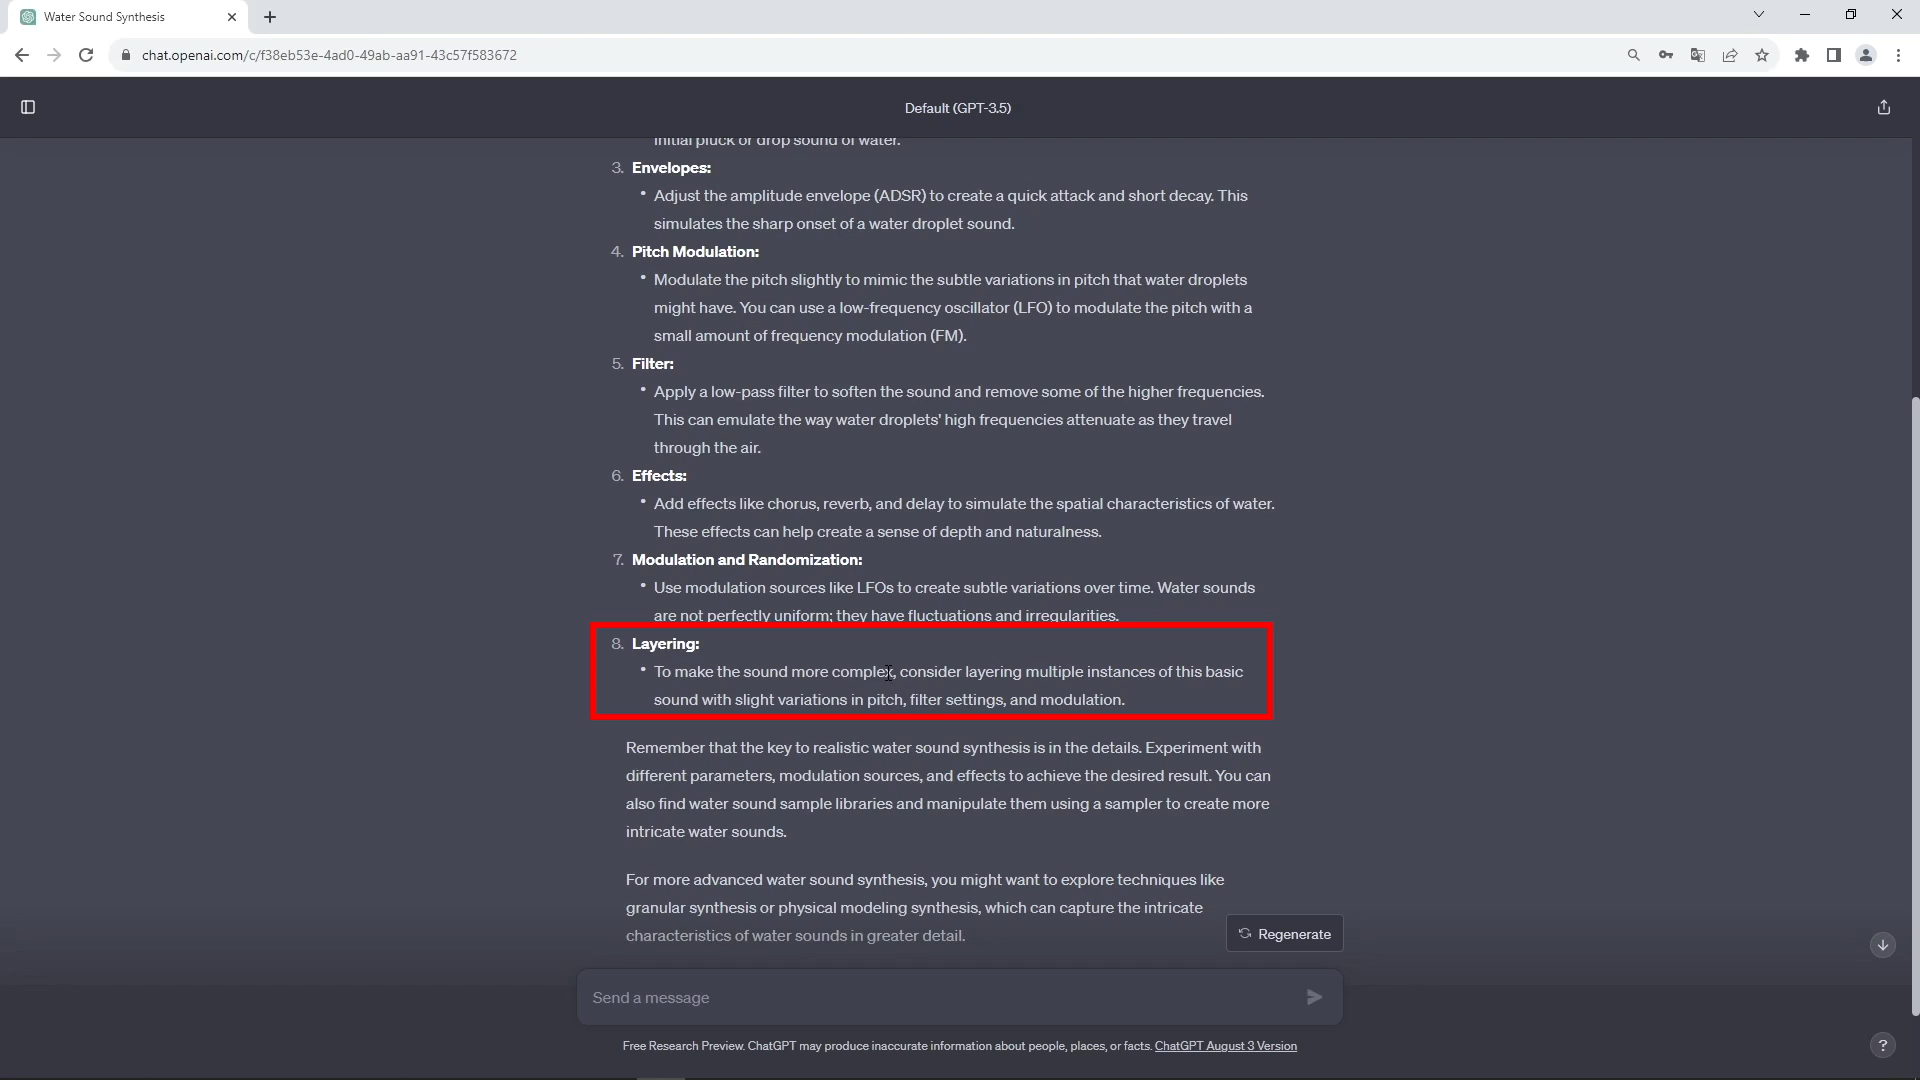 Water Sound Synthesis
chat.openai.com/c/f38eb53e-4ad0-49ab-aa91-43c57f583672
Default (GPT-3.5)
initial pluck or drop sound of water.
3. Envelopes:
• Adjust the amplitude envelope (ADSR) to create a quick attack and short decay. This
simulates the sharp onset of a water droplet sound.
4. Pitch Modulation:
• Modulate the pitch slightly to mimic the subtle variations in pitch that water droplets
might have. You can use a low-frequency oscillator (LFO) to modulate the pitch with a
small amount of frequency modulation (FM).
5. Filter:
• Apply a low-pass filter to soften the sound and remove some of the higher frequencies.
This can emulate the way water droplets' high frequencies attenuate as they travel
through the air.
6. Effects:
• Add effects like chorus, reverb, and delay to simulate the spatial characteristics of water.
These effects can help create a sense of depth and naturalness.
7. Modulation and Randomization:
• Use modulation sources like LFOs to create subtle variations over time. Water sounds
are not perfectly uniform; they have fluctuations and irregularities.
8. Layering:
• To make the sound more complex, consider layering multiple instances of this basic
sound with slight variations in pitch, filter settings, and modulation.
Remember that the key to realistic water sound synthesis is in the details. Experiment with
different parameters, modulation sources, and effects to achieve the desired result. You can
also find water sound sample libraries and manipulate them using a sampler to create more
intricate water sounds.
For more advanced water sound synthesis, you might want to explore techniques like
granular synthesis or physical modeling synthesis, which can capture the intricate
characteristics of water sounds in greater detail.
Regenerate
Send a message
Free Research Preview. ChatGPT may produce inaccurate information about people, places, or facts. ChatGPT August 3 Version
?